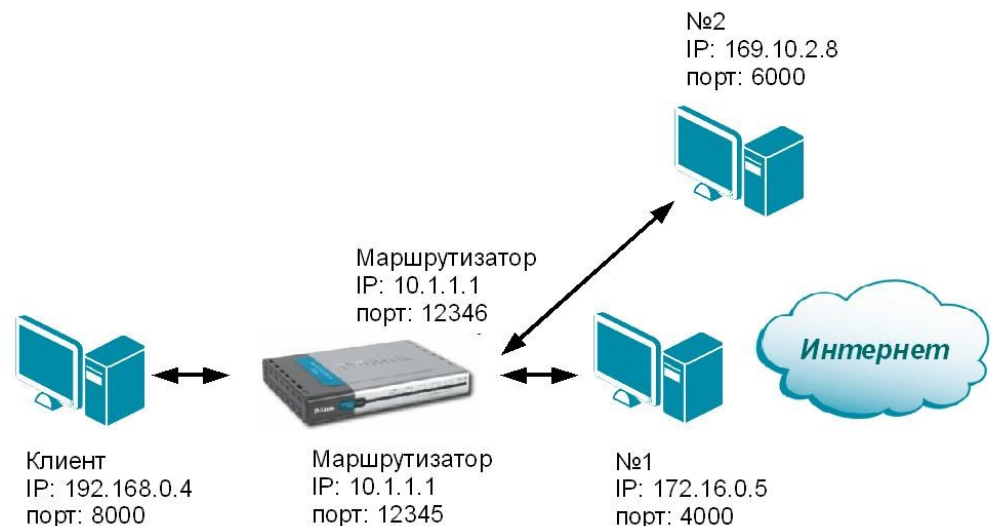 №2
IP: 169.10.2.8
порт: 6000
Маршрутизатор
IP: 10.1.1.1
порт: 12346
Интернет
Клиент
IP: 192.168.0.4
порт: 8000
Маршрутизатор
IP: 10.1.1.1
порт: 12345
№1
IP: 172.16.0.5
порт: 4000
D-Link